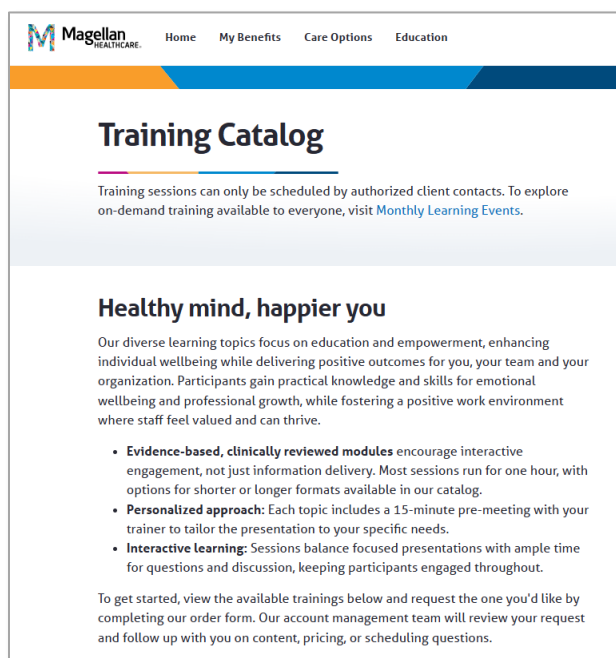 Magellan
HEALTHCARE.
Home My Benefits Care Options Education
Training Catalog
Training sessions can only be scheduled by authorized client contacts. To explore
on-demand training available to everyone, visit Monthly Learning Events.
Healthy mind, happier you
Our diverse learning topics focus on education and empowerment, enhancing
individual wellbeing while delivering positive outcomes for you, your team and your
organization. Participants gain practical knowledge and skills for emotional
wellbeing and professional growth, while fostering a positive work environment
where staff feel valued and can thrive.
• Evidence-based, clinically reviewed modules encourage interactive
engagement, not just information delivery. Most sessions run for one hour, with
options for shorter or longer formats available in our catalog.
• Personalized approach: Each topic includes a 15-minute pre-meeting with your
trainer to tailor the presentation to your specific needs.
• Interactive learning: Sessions balance focused presentations with ample time
for questions and discussion, keeping participants engaged throughout.
To get started, view the available trainings below and request the one you'd like by
completing our order form. Our account management team will review your request
and follow up with you on content, pricing, or scheduling questions.